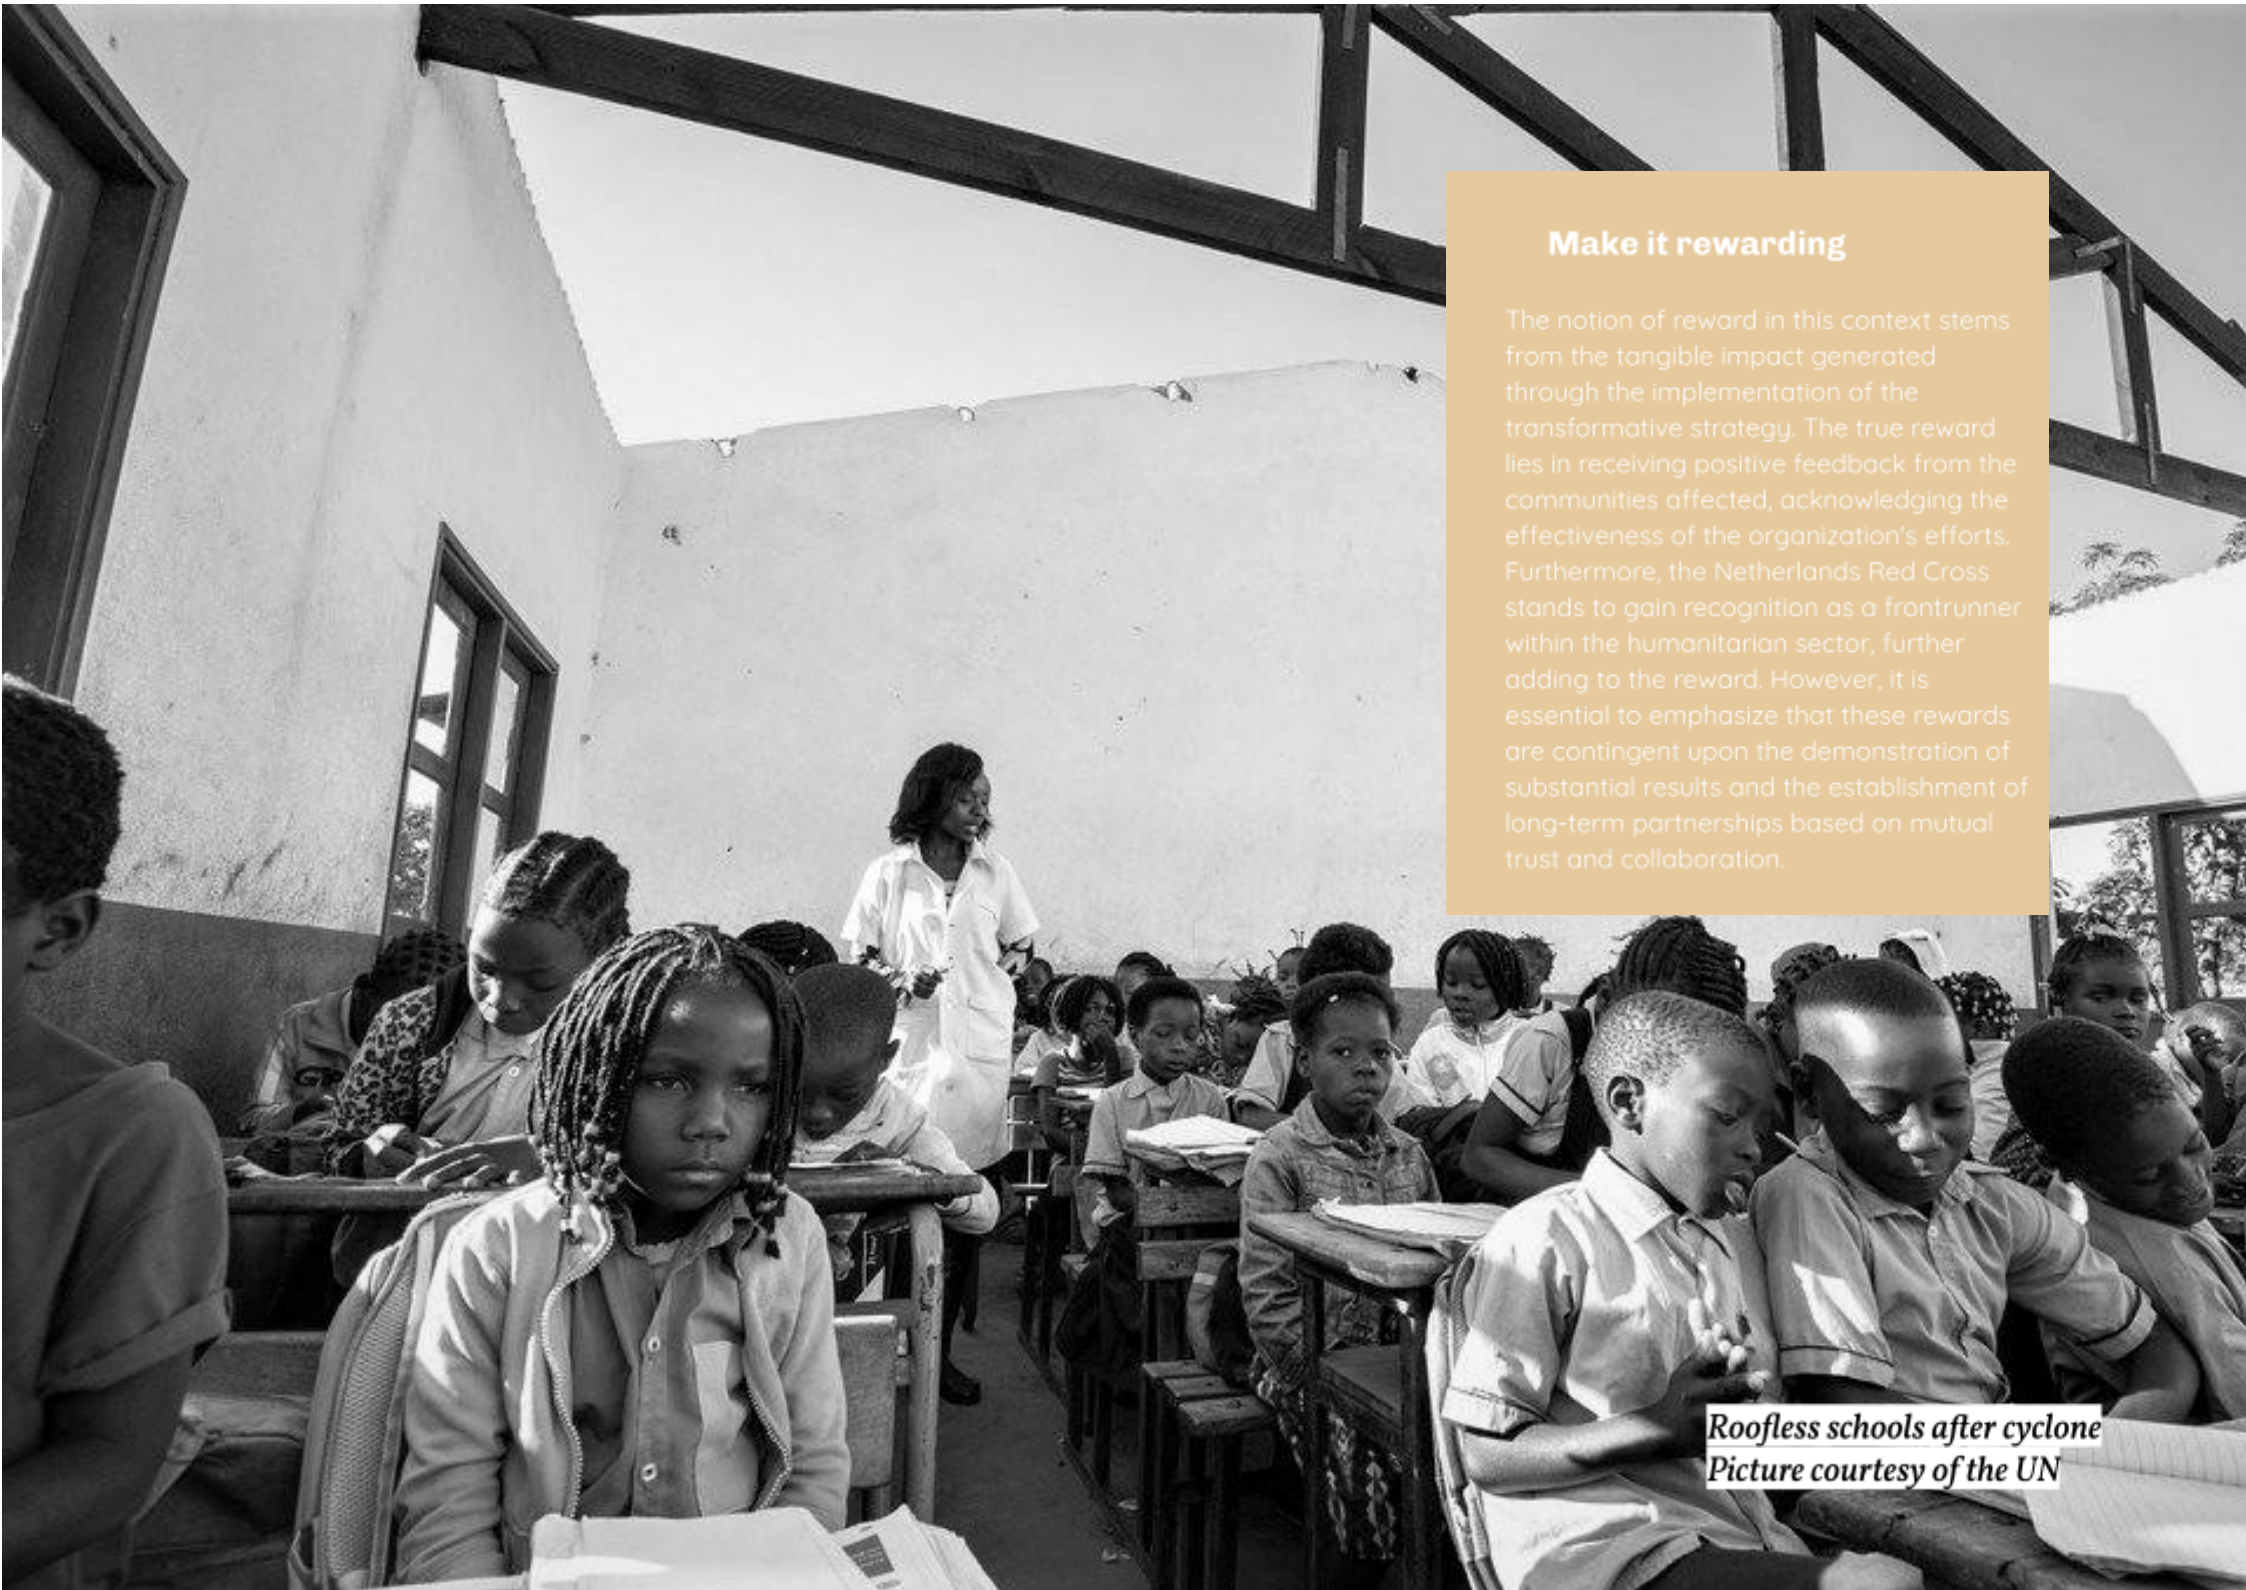 Make it rewarding
The notion of reward in this context stems
from the tangible impact generated
through the implementation of the
transformative strategy. The true reward
lies in receiving positive feedback from the
communities affected, acknowledging the
effectiveness of the organization's efforts.
Furthermore, the Netherlands Red Cross
stands to gain recognition as a frontrunner
within the humanitarian sector, further
adding to the reward. However, it is
essential to emphasize that these rewards
are contingent upon the demonstration of
substantial results and the establishment of
long-term partnerships based on mutual
trust and collaboration.
Roofless schools after cyclone
Picture courtesy of the UN